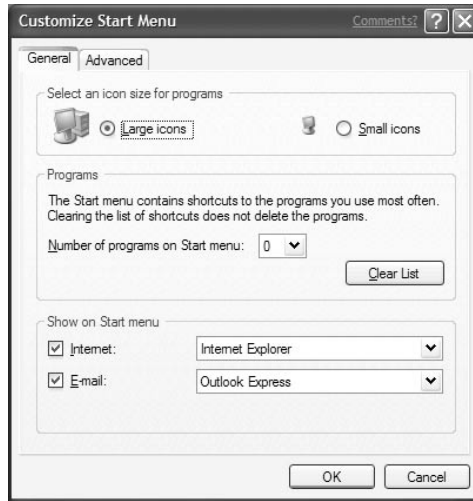 Customize Start Menu Comments? ?
General Advanced
Select an icon size for programs
Large icons Small icons
Programs
The Start menu contains shortcuts to the programs you use most often.
Clearing the list of shortcuts does not delete the programs.
Number of programs on Start menu: 0
Clear List
Show on Start menu
Internet: Internet Explorer
E-mail: Outlook Express
OK Cancel